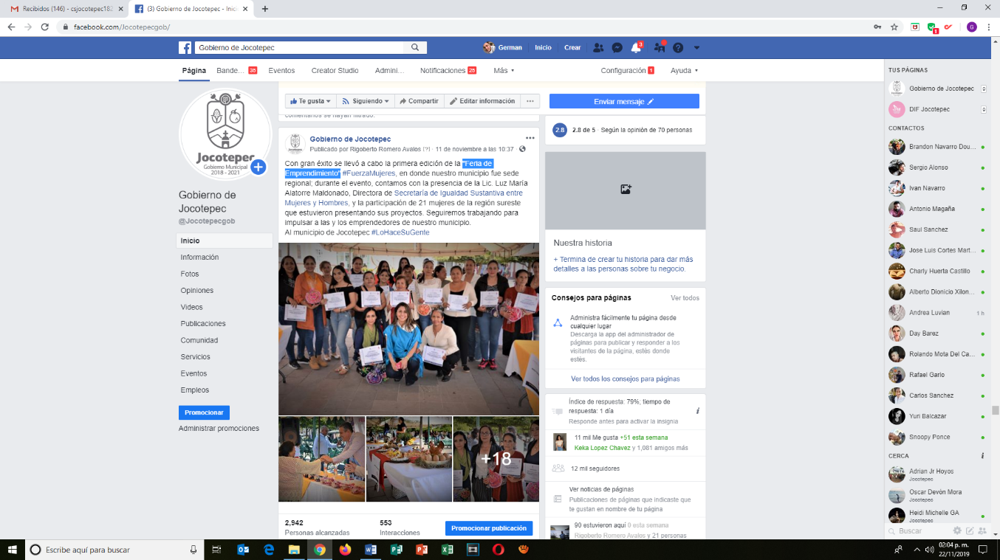 Recibidos (146) - csjocotepec182
(3) Gobierno de Jocotepec - Inic
facebook.com/Jocotepecgob/
G
Gobierno de Jocotepec
German
Inicio
Crear
3
Página
Bande... 35
Eventos
Creator Studio
Admini...
Notificaciones 25
Más
Configuración 1
Ayuda
Te gusta
Siguiendo
Compartir
Editar información
Enviar mensaje
comentarios se hayan filtrado.
Jocotepec
Gobierno Municipal
2018 - 2021
Gobierno de
Jocotepec
@Jocotepecgob
Inicio
Información
Fotos
Opiniones
Videos
Publicaciones
Comunidad
Servicios
Eventos
Empleos
Promocionar
Administrar promociones
Gobierno de Jocotepec
Publicado por Rigoberto Romero Avalos [?] · 11 de noviembre a las 10:37 ·
Con gran éxito se llevó a cabo la primera edición de la "Feria de
Emprendimiento" #FuerzaMujeres, en donde nuestro municipio fue sede
regional; durante el evento, contamos con la presencia de la Lic. Luz María
Alatorre Maldonado, Directora de Secretaría de Igualdad Sustantiva entre
Mujeres y Hombres, y la participación de 21 mujeres de la región sureste
que estuvieron presentando sus proyectos. Seguiremos trabajando para
impulsar a las y los emprendedores de nuestro municipio.
Al municipio de Jocotepec #LoHaceSuGente
+18
2,942
Personas alcanzadas
553
Interacciones
Promocionar publicación
2.8
2.8 de 5 · Según la opinión de 70 personas
Nuestra historia
+ Termina de crear tu historia para dar más
detalles a las personas sobre tu negocio.
Consejos para páginas
Ver todos
Administra fácilmente tu página desde
cualquier lugar
Descarga la app del administrador de
páginas para publicar y responder a los
visitantes de la página, estés donde
estés.
Ver todos los consejos para páginas
Índice de respuesta: 79%; tiempo de
respuesta: 1 día
Responde antes para activar la insignia
11 mil Me gusta +51 esta semana
Keka Lopez Chavez y 1,081 amigos más
12 mil seguidores
Ver noticias de páginas
Publicaciones de páginas que indicaste que
te gustan en nombre de tu página
90 estuvieron aquí 0 esta semana
Rigoberto Romero Avalos y 21 personas
TUS PÁGINAS
Gobierno de Jocotepec
DIF Jocotepec
CONTACTOS
Brandon Navarro Dou...
Sergio Alonso
Ivan Navarro
Antonio Magaña
Saul Sanchez
Jose Luis Cortes Mart...
Charly Huerta Castillo
Alberto Dionicio Xilon...
Andrea Luvian
1 h
Day Barez
Rolando Mota Del Ca...
Rafael Garlo
Carlos Sanchez
Yuri Balcazar
Snoopy Ponce
CERCA
Adrian Jr Hoyos
Jocotepec
Oscar Devón Mora
Jocotepec
Heidi Michelle GA
Jocotepec
Buscar
Escribe aquí para buscar
02:04 p. m.
22/11/2019